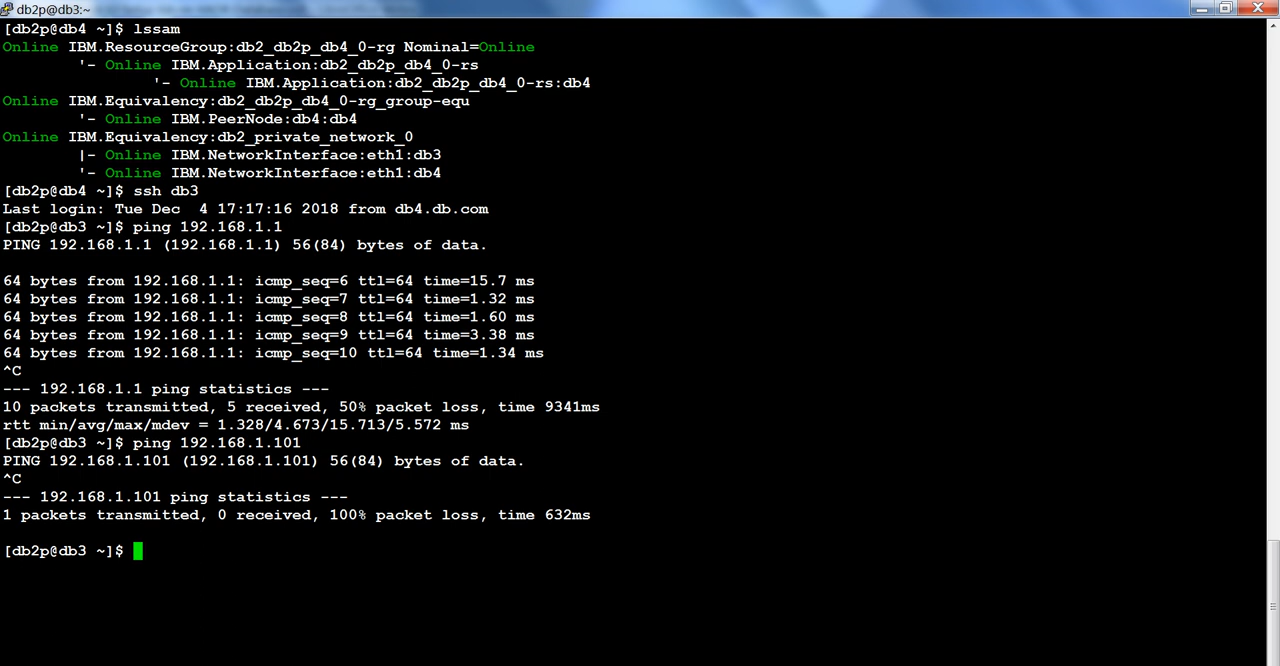 db2p@db3:~
[db2p@db4 ~]$ lssam
Online IBM.ResourceGroup:db2_db2p_db4_0-rg Nominal=Online
'- Online IBM.Application:db2_db2p_db4_0-rs
'- Online IBM.Application:db2_db2p_db4_0-rs:db4
Online IBM.Equivalency:db2_db2p_db4_0-rg_group-equ
'- Online IBM.PeerNode:db4:db4
Online IBM.Equivalency:db2_private_network_0
|- Online IBM.NetworkInterface:eth1:db3
'- Online IBM.NetworkInterface:eth1:db4
[db2p@db4 ~]$ ssh db3
Last login: Tue Dec  4 17:17:16 2018 from db4.db.com
[db2p@db3 ~]$ ping 192.168.1.1
PING 192.168.1.1 (192.168.1.1) 56(84) bytes of data.
64 bytes from 192.168.1.1: icmp_seq=6 ttl=64 time=15.7 ms
64 bytes from 192.168.1.1: icmp_seq=7 ttl=64 time=1.32 ms
64 bytes from 192.168.1.1: icmp_seq=8 ttl=64 time=1.60 ms
64 bytes from 192.168.1.1: icmp_seq=9 ttl=64 time=3.38 ms
64 bytes from 192.168.1.1: icmp_seq=10 ttl=64 time=1.34 ms
^C
--- 192.168.1.1 ping statistics ---
10 packets transmitted, 5 received, 50% packet loss, time 9341ms
rtt min/avg/max/mdev = 1.328/4.673/15.713/5.572 ms
[db2p@db3 ~]$ ping 192.168.1.101
PING 192.168.1.101 (192.168.1.101) 56(84) bytes of data.
^C
--- 192.168.1.101 ping statistics ---
1 packets transmitted, 0 received, 100% packet loss, time 632ms
[db2p@db3 ~]$